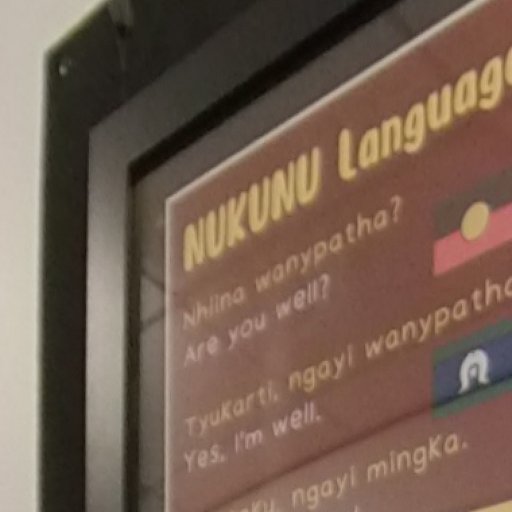 NUKUNU Language
Nhiina wanypatha?
Are you well?
Tyukarti, ngayi wanypatha
Yes, I'm well.
ngayi mingka.